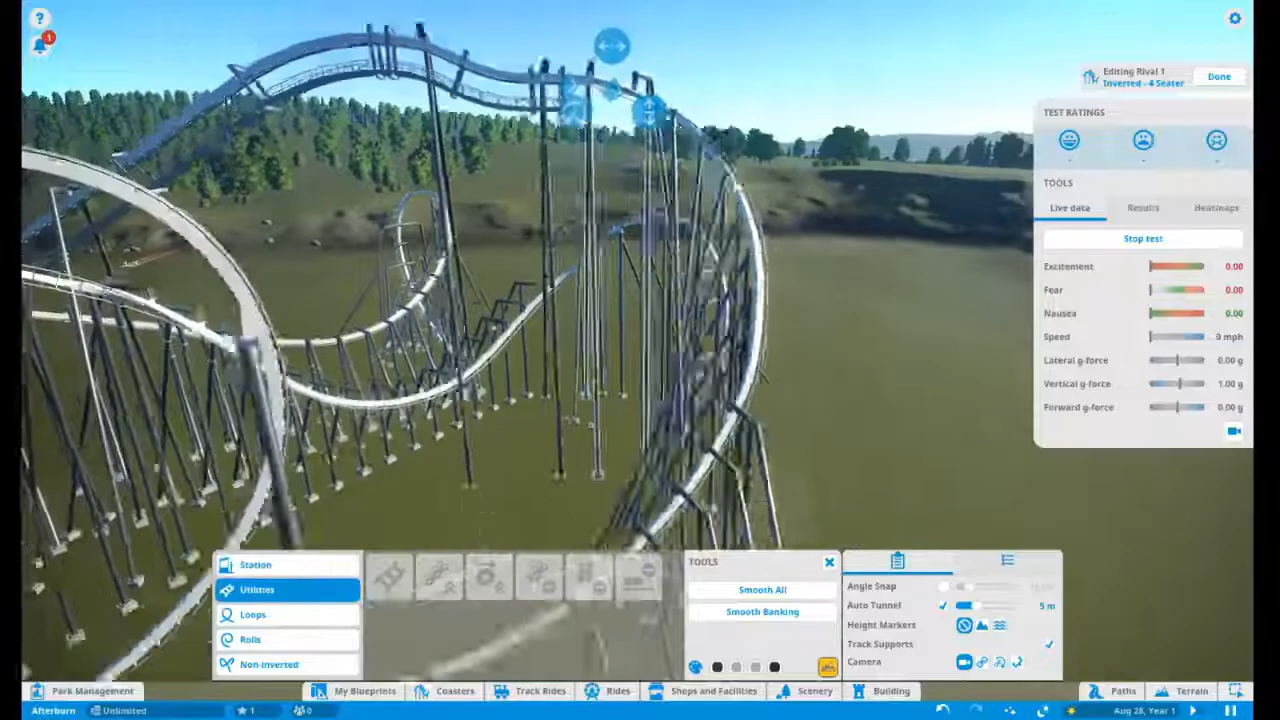 ?
1
Editing Rival 1
Inverted - 4 Seater
Done
TEST RATINGS
- - -
TOOLS
Live data Results Heatmaps
Stop test
Excitement 0.00
Fear 0.00
Nausea 0.00
Speed 0 mph
Lateral g-force 0.00 g
Vertical g-force 1.00 g
Forward g-force 0.00 g
Station
Utilities
Loops
Rolls
Non-inverted
TOOLS
Smooth All
Smooth Banking
Angle Snap
Auto Tunnel 5 m
Height Markers
Track Supports
Camera
Park Management My Blueprints Coasters Track Rides Rides Shops and Facilities Scenery Building Paths Terrain
Afterburn Unlimited 1 0 Aug 28, Year 1